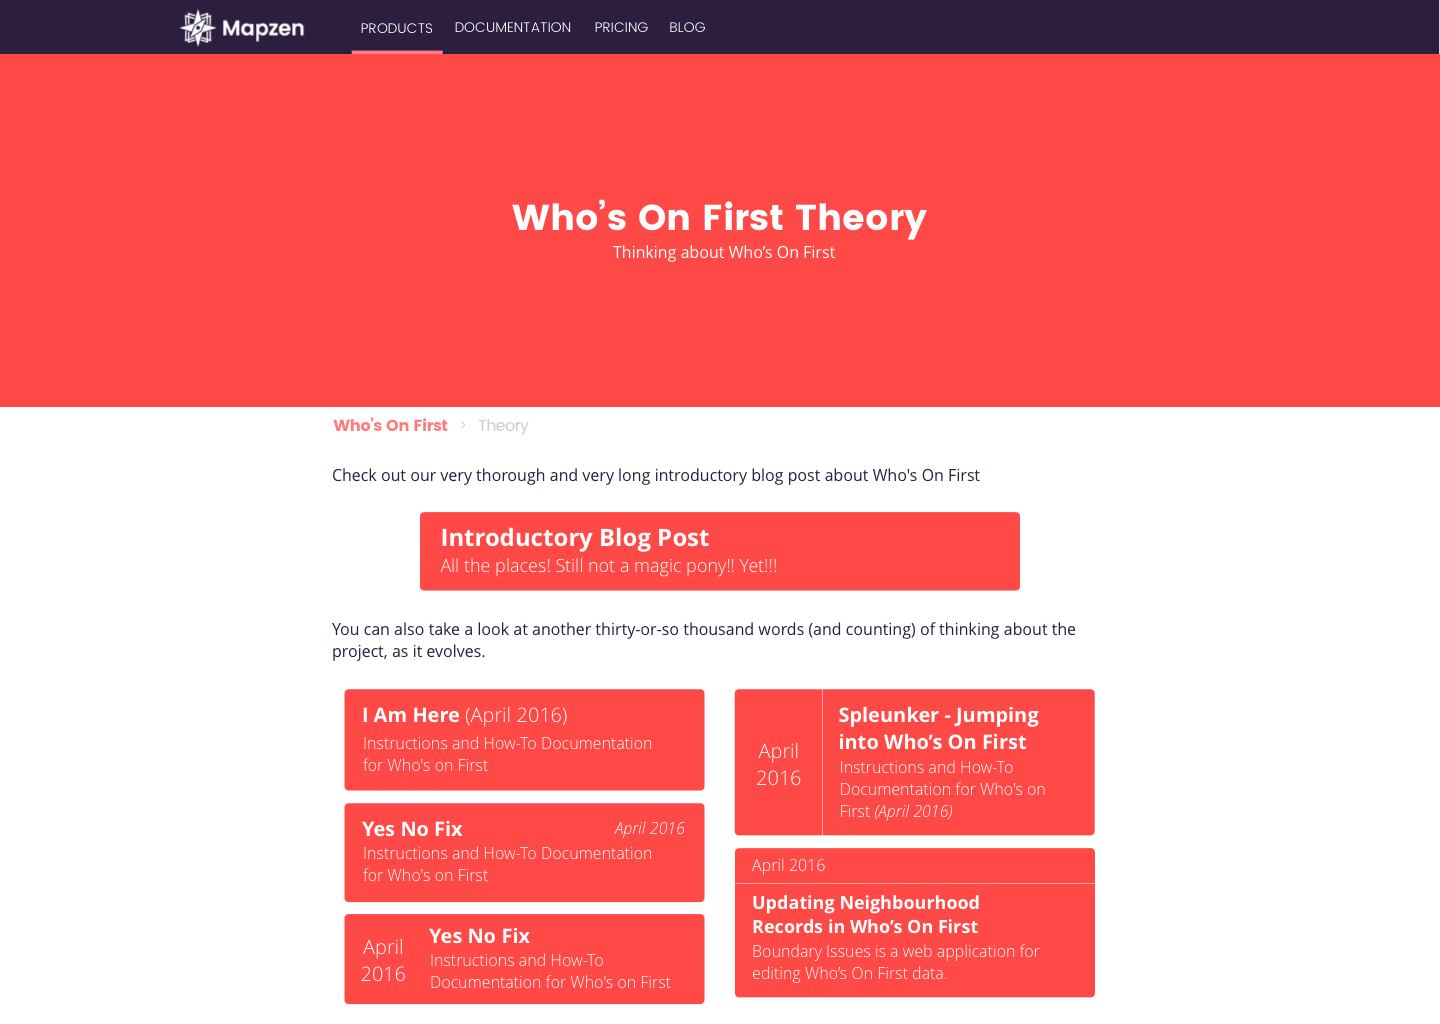 Mapzen
PRODUCTS DOCUMENTATION PRICING BLOG
Who’s On First Theory
Thinking about Who’s On First
Who’s On First > Theory
Check out our very thorough and very long introductory blog post about Who's On First
Introductory Blog Post
All the places! Still not a magic pony!! Yet!!!
You can also take a look at another thirty-or-so thousand words (and counting) of thinking about the
project, as it evolves.
I Am Here (April 2016)
Instructions and How-To Documentation
for Who's on First
Yes No Fix April 2016
Instructions and How-To Documentation
for Who's on First
April
2016
Yes No Fix
Instructions and How-To
Documentation for Who's on First
April
2016
Spleunker - Jumping
into Who’s On First
Instructions and How-To
Documentation for Who's on
First (April 2016)
April 2016
Updating Neighbourhood
Records in Who’s On First
Boundary Issues is a web application for
editing Who’s On First data.